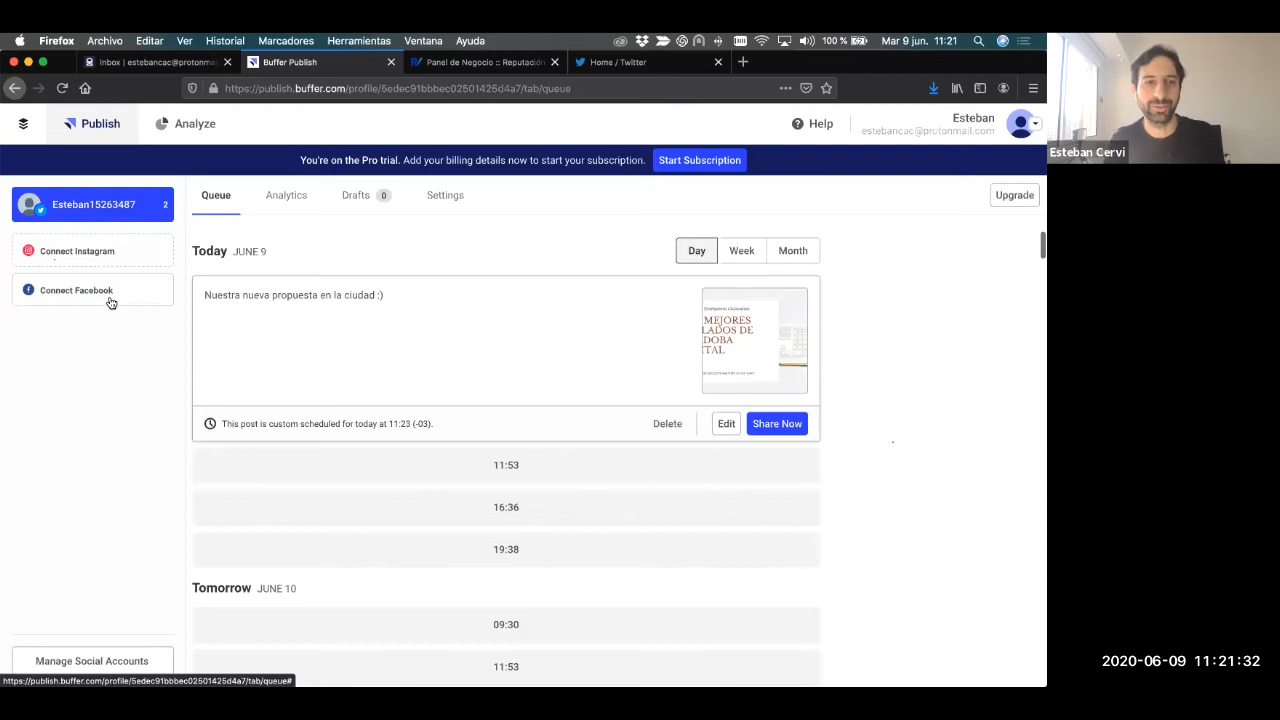 Firefox Archivo Editar Ver Historial Marcadores Herramientas Ventana Ayuda 100 % Mar 9 jun. 11:21
Inbox | estebancac@protonma
Buffer Publish
Panel de Negocio :: Reputación
Home / Twitter
https://publish.buffer.com/profile/5edec91bbbec02501425d4a7/tab/queue
Publish
Analyze
Help
Esteban
estebancac@protonmail.com
You're on the Pro trial. Add your billing details now to start your subscription.
Start Subscription
Esteban15263487 2
Connect Instagram
Connect Facebook
Queue Analytics Drafts 0 Settings
Upgrade
Today JUNE 9
Day Week Month
Nuestra nueva propuesta en la ciudad :)
MEJORES
LADOS DE
DOBA
ITAL
This post is custom scheduled for today at 11:23 (-03).
Delete
Edit
Share Now
11:53
16:36
19:38
Tomorrow JUNE 10
09:30
11:53
Manage Social Accounts
https://publish.buffer.com/profile/5edec91bbbec02501425d4a7/tab/queue#
Esteban Cervi
2020-06-09 11:21:32